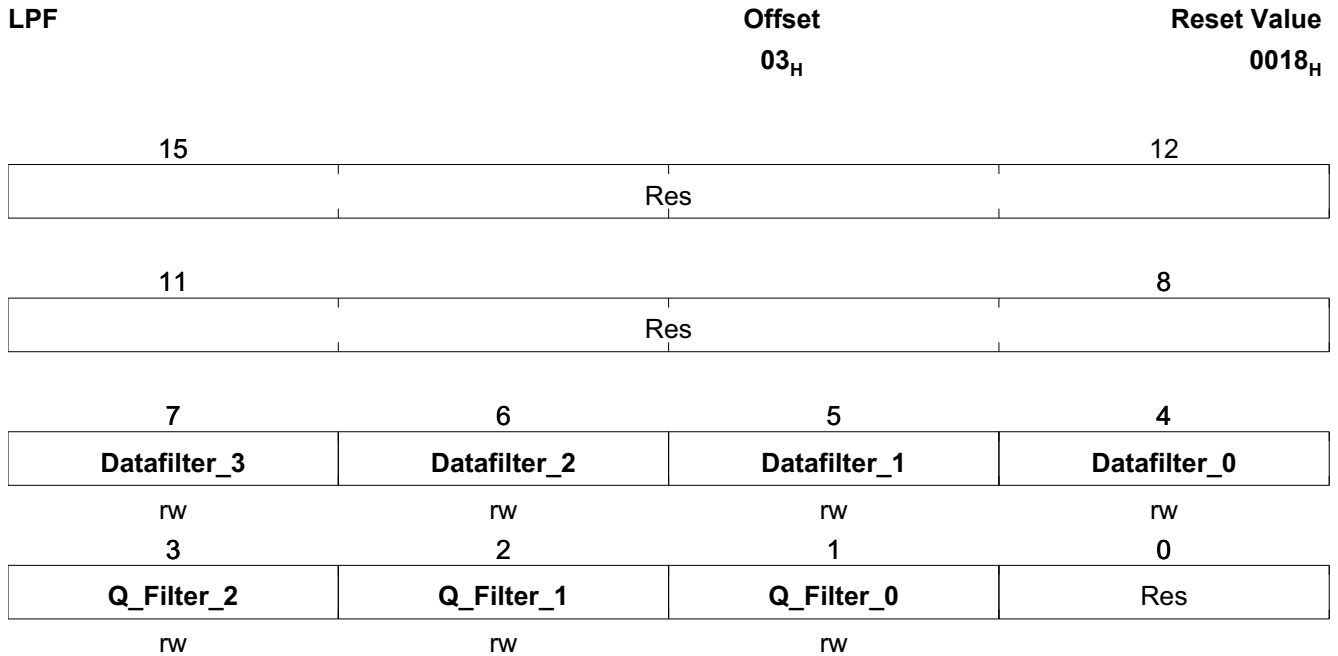 LPF Offset Reset Value
03H 0018H
15 12
Res
11 8
Res
7 6 5 4
Datafilter_3 Datafilter_2 Datafilter_1 Datafilter_0
rw rw rw rw
3 2 1 0
Q_Filter_2 Q_Filter_1 Q_Filter_0 Res
rw rw rw